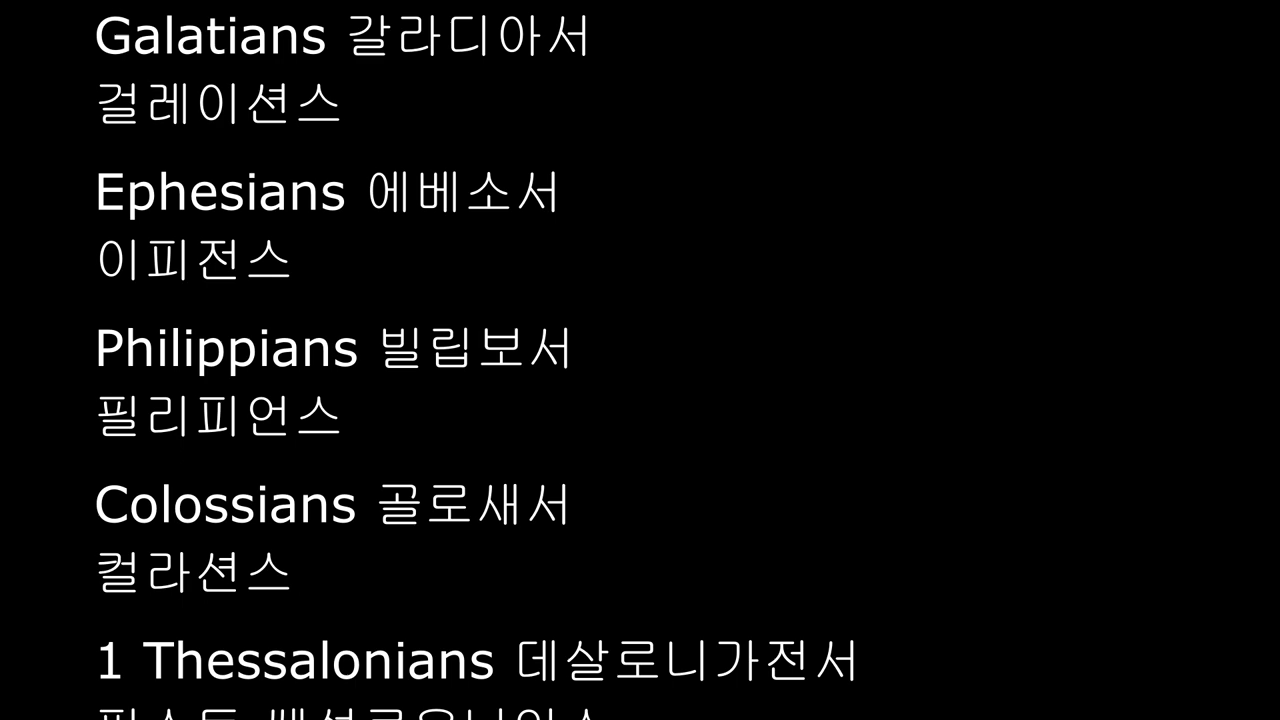 Galatians 갈라디아서
걸레이션스
Ephesians 에베소서
이피전스
Philippians 빌립보서
필리피언스
Colossians 골로새서
컬라션스
1 Thessalonians 데살로니가전서